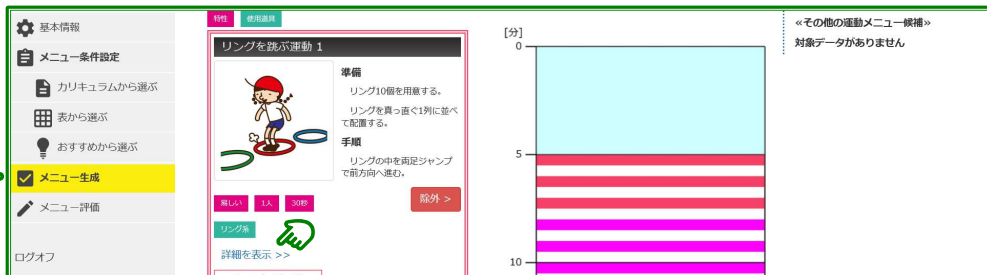 基本情報
メニュー条件設定
カリキュラムから選ぶ
表から選ぶ
おすすめから選ぶ
メニュー生成
メニュー評価
ログオフ
特性 使用道具
リングを跳ぶ運動 1
準備
リング10個を用意する。
リングを真っ直ぐ1列に並べ
て配置する。
手順
リングの中を両足ジャンプ
で前方向へ進む。
易しい 1人 30秒
除外 >
リング系
詳細を表示 >>
[分]
0
5
10
≪その他の運動メニュー候補≫
対象データがありません